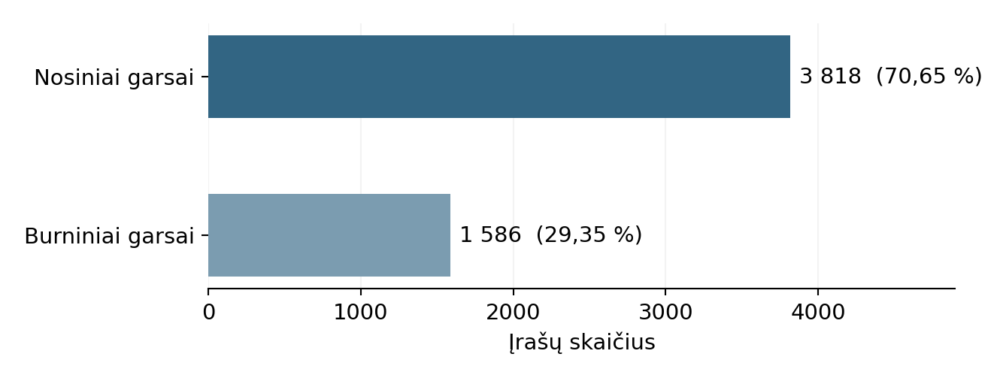 Nosiniai garsai
3 818 (70,65 %)
Burniniai garsai
1 586 (29,35 %)
0 1000 2000 3000 4000
Įrašų skaičius